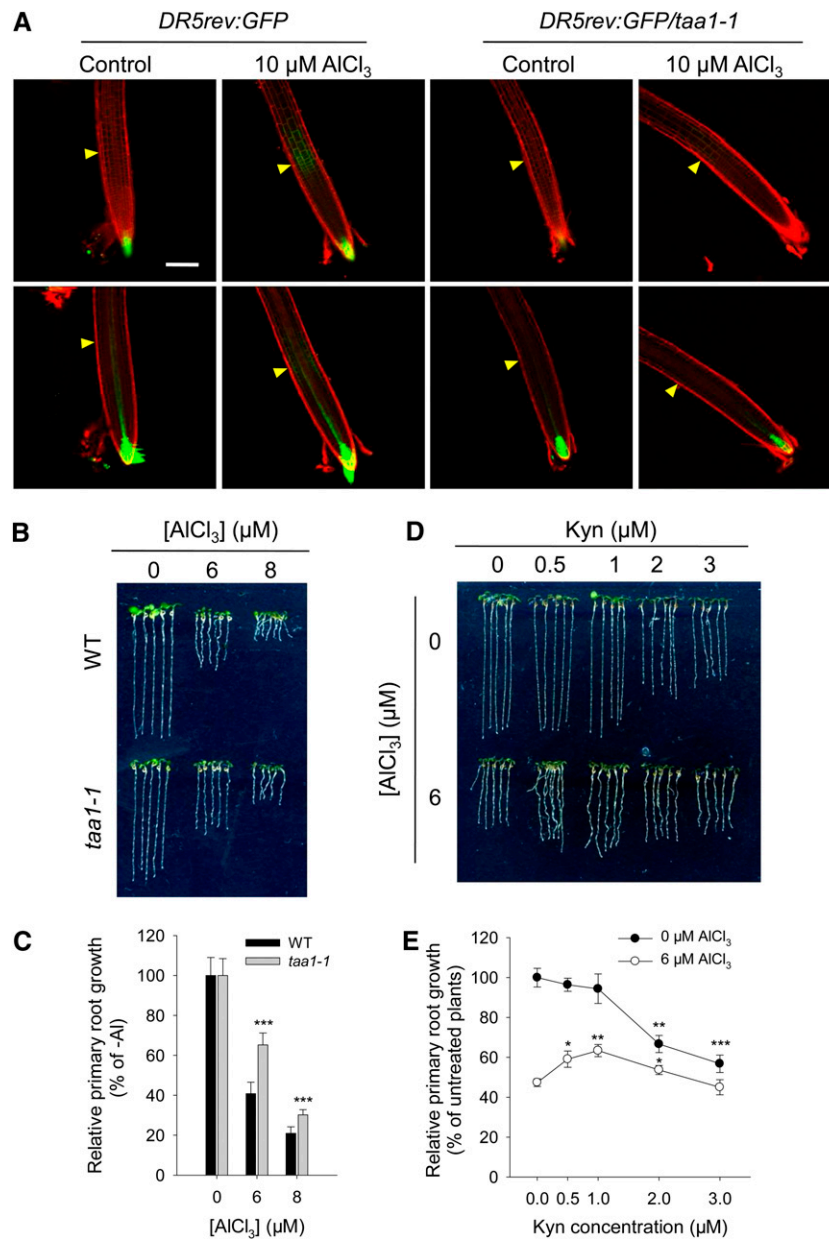 A
DR5rev:GFP
DR5rev:GFP/taa1-1
Control
10 µM AlCl₃
Control
10 µM AlCl₃
B
[AlCl₃] (µM)
0 6 8
WT
taa1-1
D
Kyn (µM)
0 0.5 1 2 3
[AlCl₃] (µM)
0
6
C
Relative primary root growth
(% of -Al)
120
100
80
60
40
20
0
WT
taa1-1
***
***
0 6 8
[AlCl₃] (µM)
E
Relative primary root growth
(% of untreated plants)
120
100
80
60
40
20
0
0 µM AlCl₃
6 µM AlCl₃
*
**
**
*
***
0.0 0.5 1.0 2.0 3.0
Kyn concentration (µM)